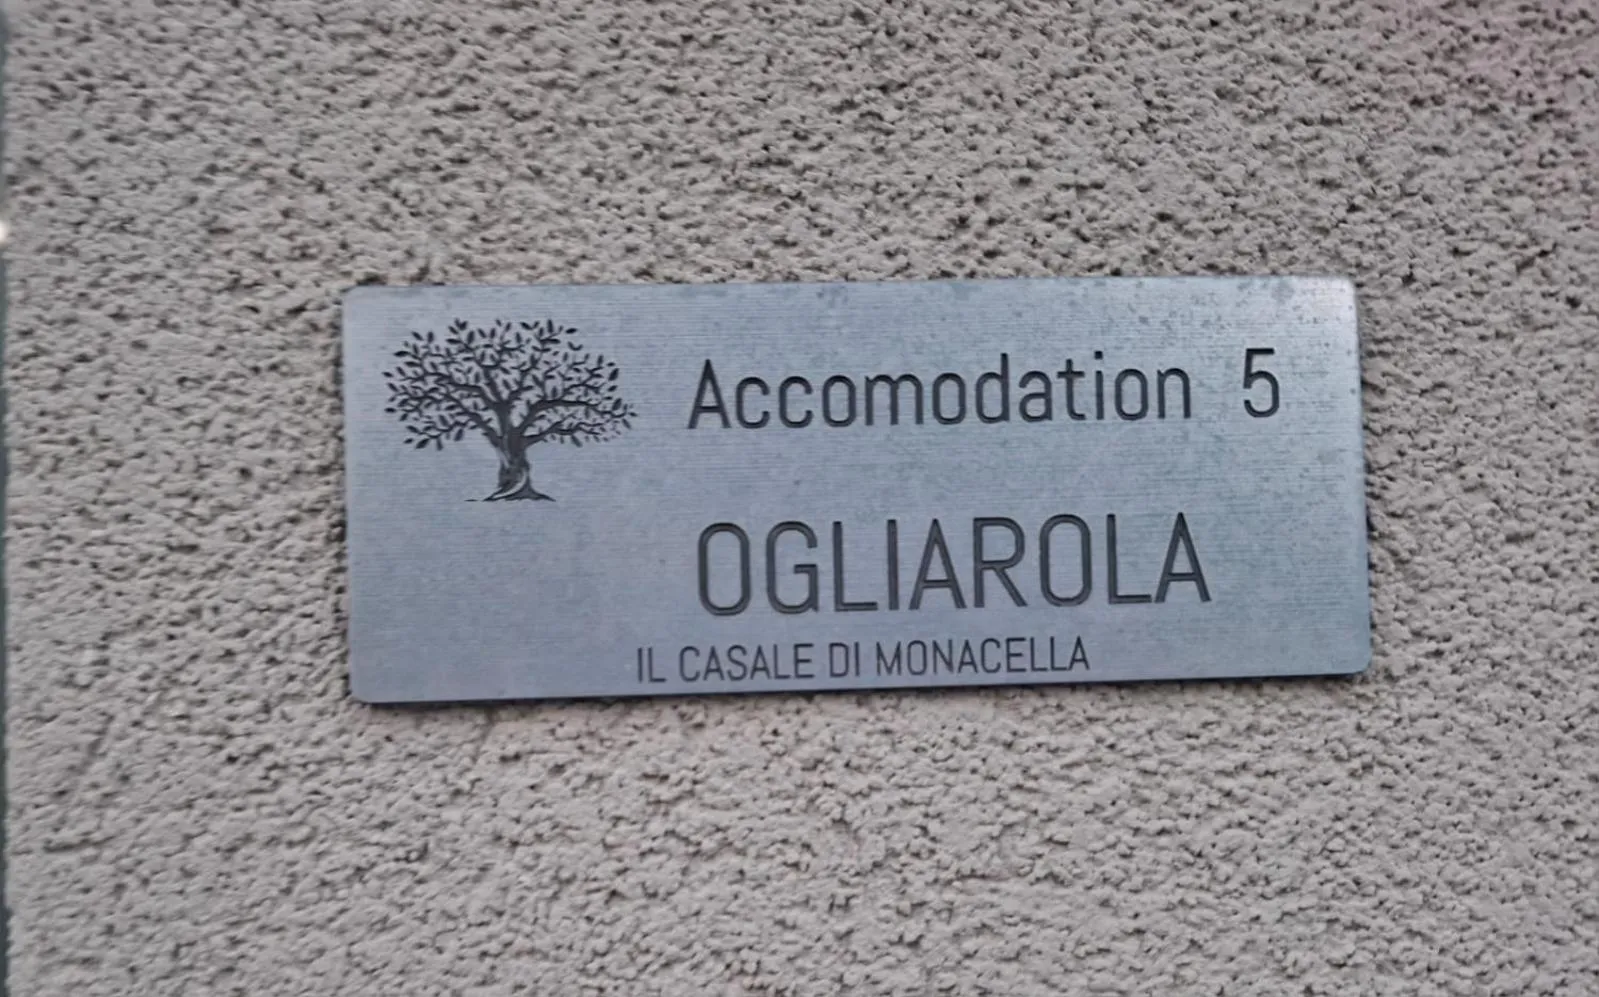 Accomodation 5
OGLIAROLA
IL CASALE DI MONACELLA